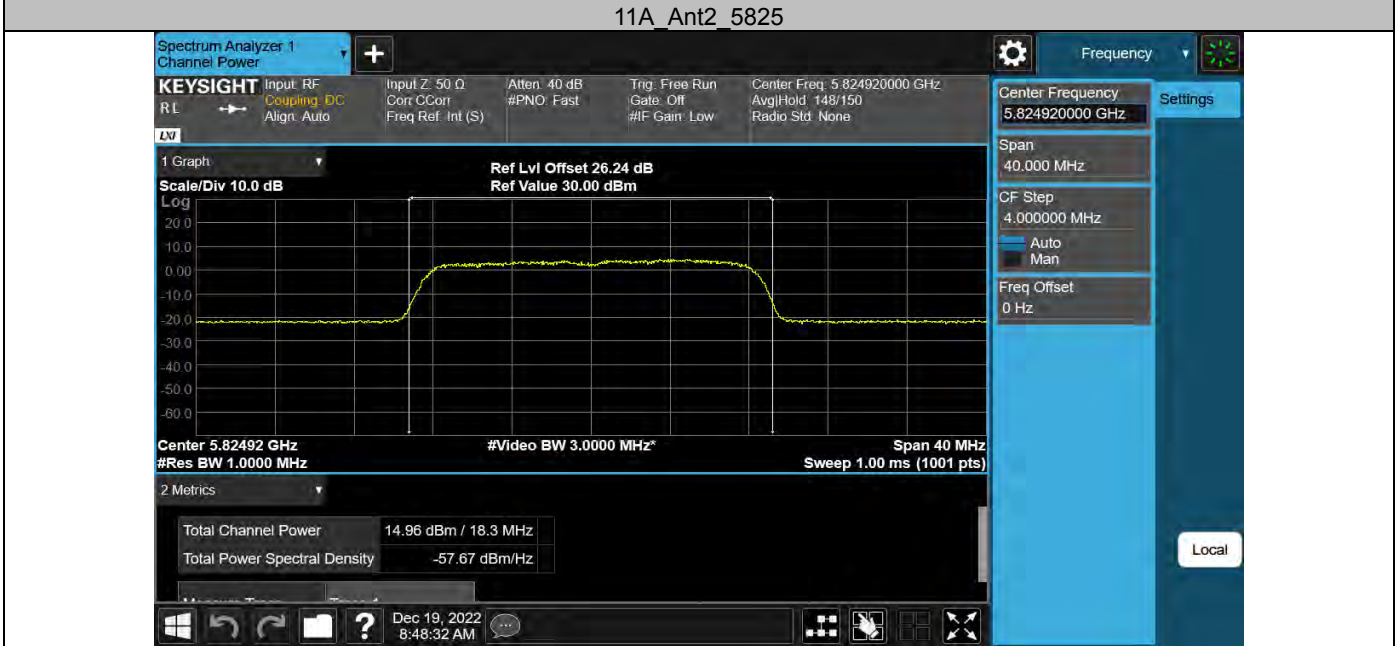 11A_Ant2_5825
Spectrum Analyzer 1
Channel Power
+
Frequency
KEYSIGHT
RL
LXI
Input: RF
Coupling: DC
Align: Auto
Input Z: 50 Ω
Corr CCorr
Freq Ref: Int (S)
Atten: 40 dB
#PNO: Fast
Trig: Free Run
Gate: Off
#IF Gain: Low
Center Freq: 5.824920000 GHz
Avg|Hold: 148/150
Radio Std: None
Center Frequency
5.824920000 GHz
Settings
Span
40.000 MHz
CF Step
4.000000 MHz
Auto
Man
Freq Offset
0 Hz
Local
1 Graph
Scale/Div 10.0 dB
Ref Lvl Offset 26.24 dB
Ref Value 30.00 dBm
Log
20.0
10.0
0.00
-10.0
-20.0
-30.0
-40.0
-50.0
-60.0
Center 5.82492 GHz
#Res BW 1.0000 MHz
#Video BW 3.0000 MHz*
Span 40 MHz
Sweep 1.00 ms (1001 pts)
2 Metrics
Total Channel Power 14.96 dBm / 18.3 MHz
Total Power Spectral Density -57.67 dBm/Hz
?
Dec 19, 2022
8:48:32 AM